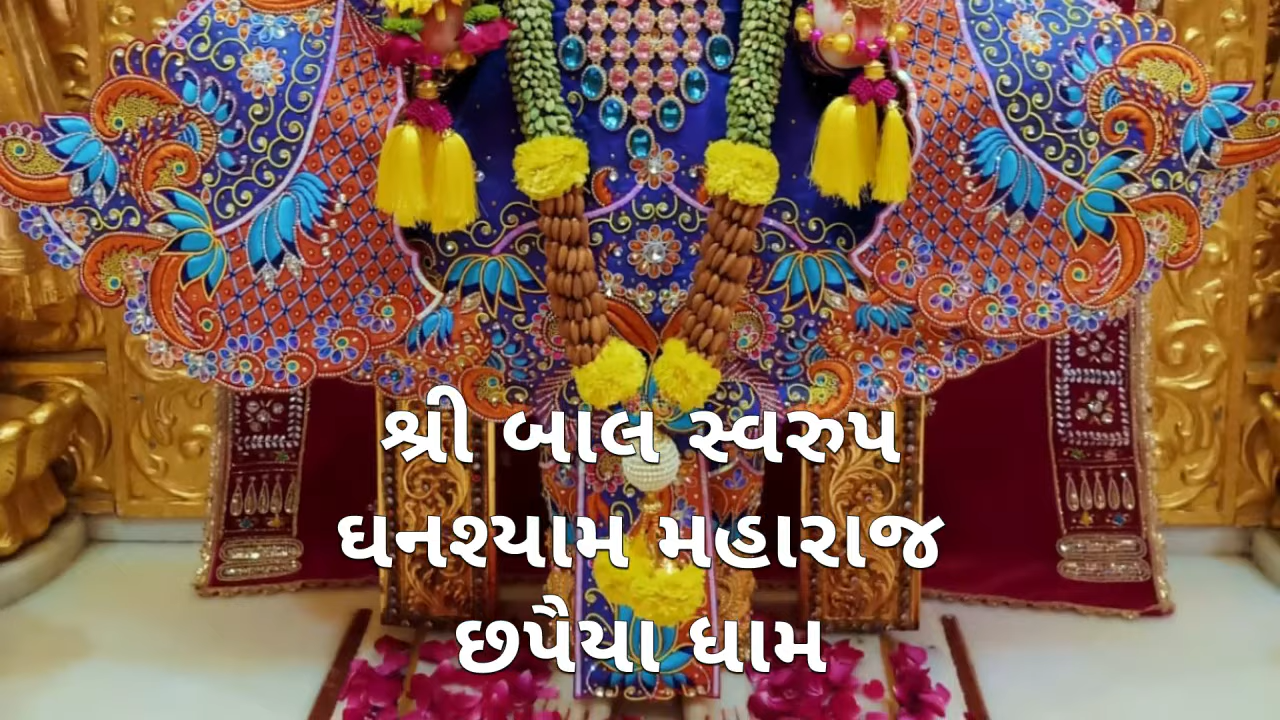 શ્રી બાલ સ્વરુપ
ઘનશ્યામ મહારાજ
છપૈયા ધામ